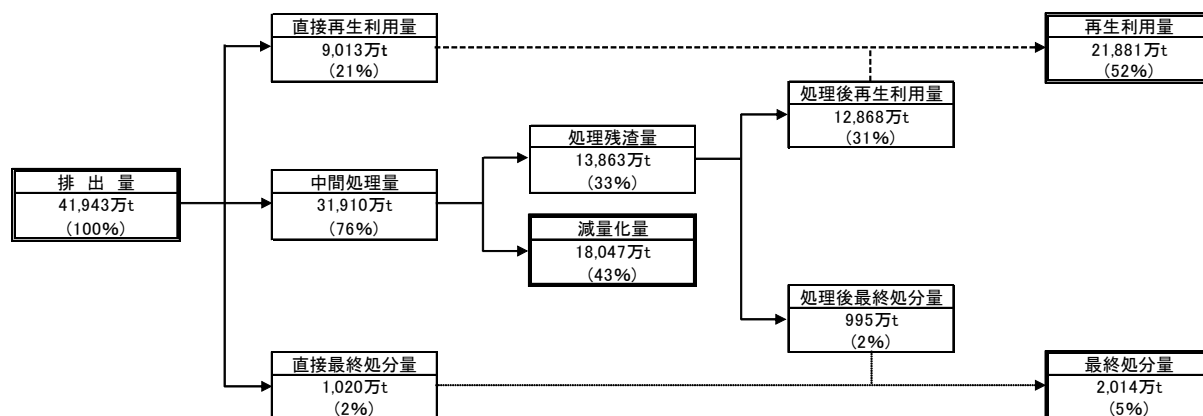 直接再生利用量
9,013万t
(21%)
再生利用量
21,881万t
(52%)
処理後再生利用量
12,868万t
(31%)
処理残渣量
13,863万t
(33%)
排 出 量
41,943万t
(100%)
中間処理量
31,910万t
(76%)
減量化量
18,047万t
(43%)
処理後最終処分量
995万t
(2%)
直接最終処分量
1,020万t
(2%)
最終処分量
2,014万t
(5%)